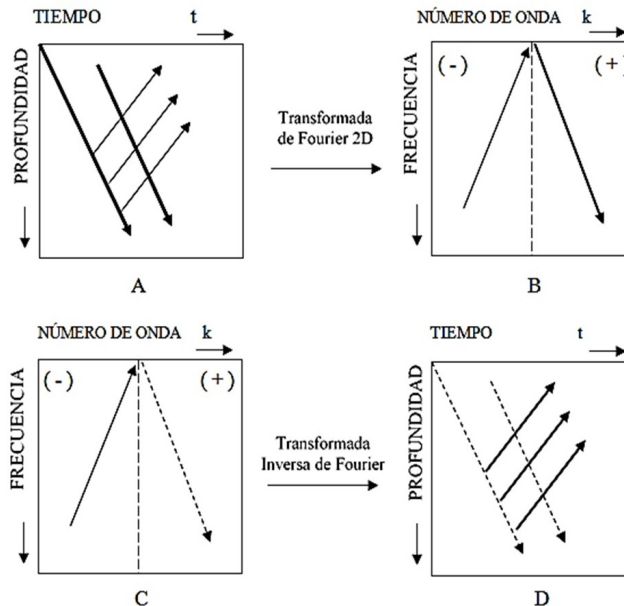 TIEMPO t
PROFUNDIDAD
A
Transformada
de Fourier 2D
NÚMERO DE ONDA k
(-) (+)
FRECUENCIA
B
NÚMERO DE ONDA k
(-) (+)
FRECUENCIA
C
Transformada
Inversa de Fourier
TIEMPO t
PROFUNDIDAD
D